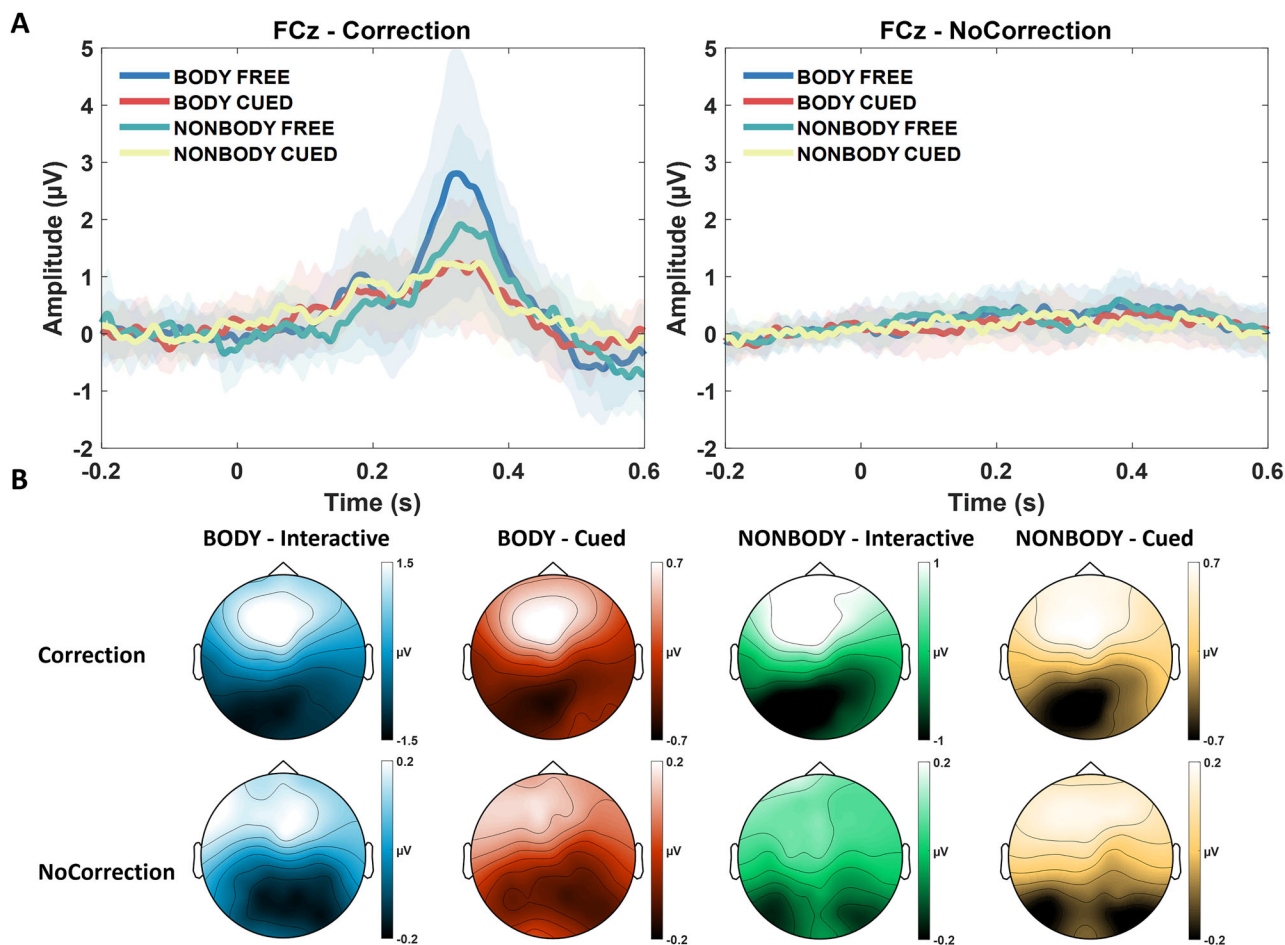 A
FCz - Correction
FCz - NoCorrection
BODY FREE
BODY CUED
NONBODY FREE
NONBODY CUED
BODY FREE
BODY CUED
NONBODY FREE
NONBODY CUED
Amplitude (µV)
5
4
3
2
1
0
-1
-2
-0.2
0
0.2
0.4
0.6
Time (s)
Amplitude (µV)
5
4
3
2
1
0
-1
-2
-0.2
0
0.2
0.4
0.6
Time (s)
B
BODY - Interactive
BODY - Cued
NONBODY - Interactive
NONBODY - Cued
Correction
1.5
µV
-1.5
0.7
µV
-0.7
1
µV
-1
0.7
µV
-0.7
NoCorrection
0.2
µV
-0.2
0.2
µV
-0.2
0.2
µV
-0.2
0.2
µV
-0.2